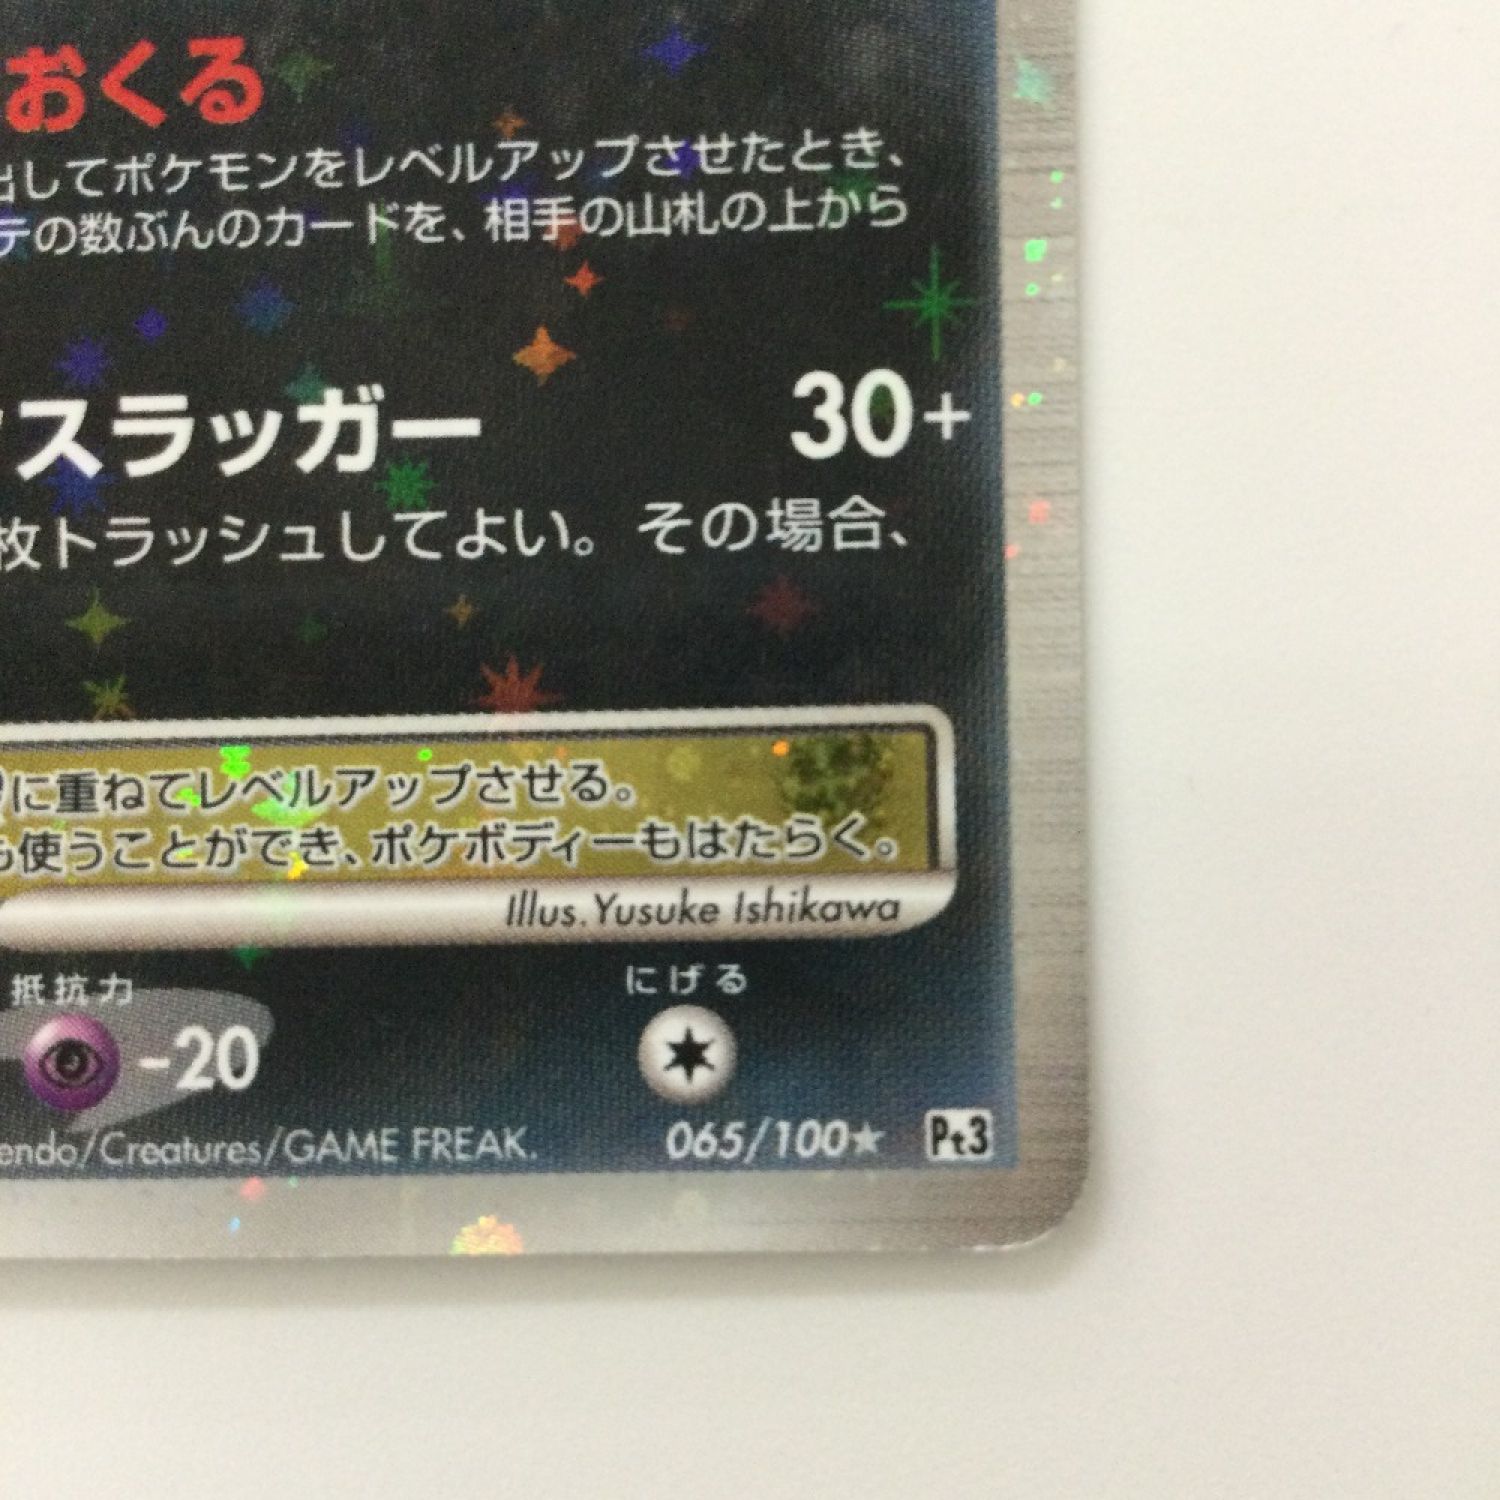 おくる
出してポケモンをレベルアップさせたとき、
テの数ぶんのカードを、相手の山札の上から
スラッガー 30+
枚トラッシュしてよい。その場合、
に重ねてレベルアップさせる。
も使うことができ、ポケボディーもはたらく。
Illus. Yusuke Ishikawa
抵抗力 にげる
-20
endo/Creatures/GAME FREAK. 065/100★ Pt3